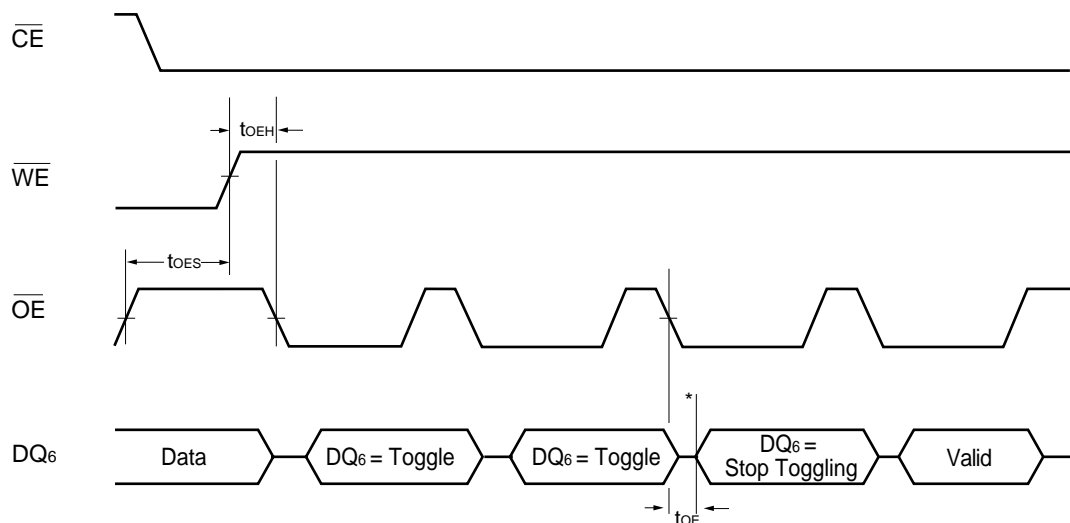 CE
tOEH
WE
tOES
OE
*
DQ6
Data
DQ6 = Toggle
DQ6 = Toggle
DQ6 =
Stop Toggling
Valid
tOE